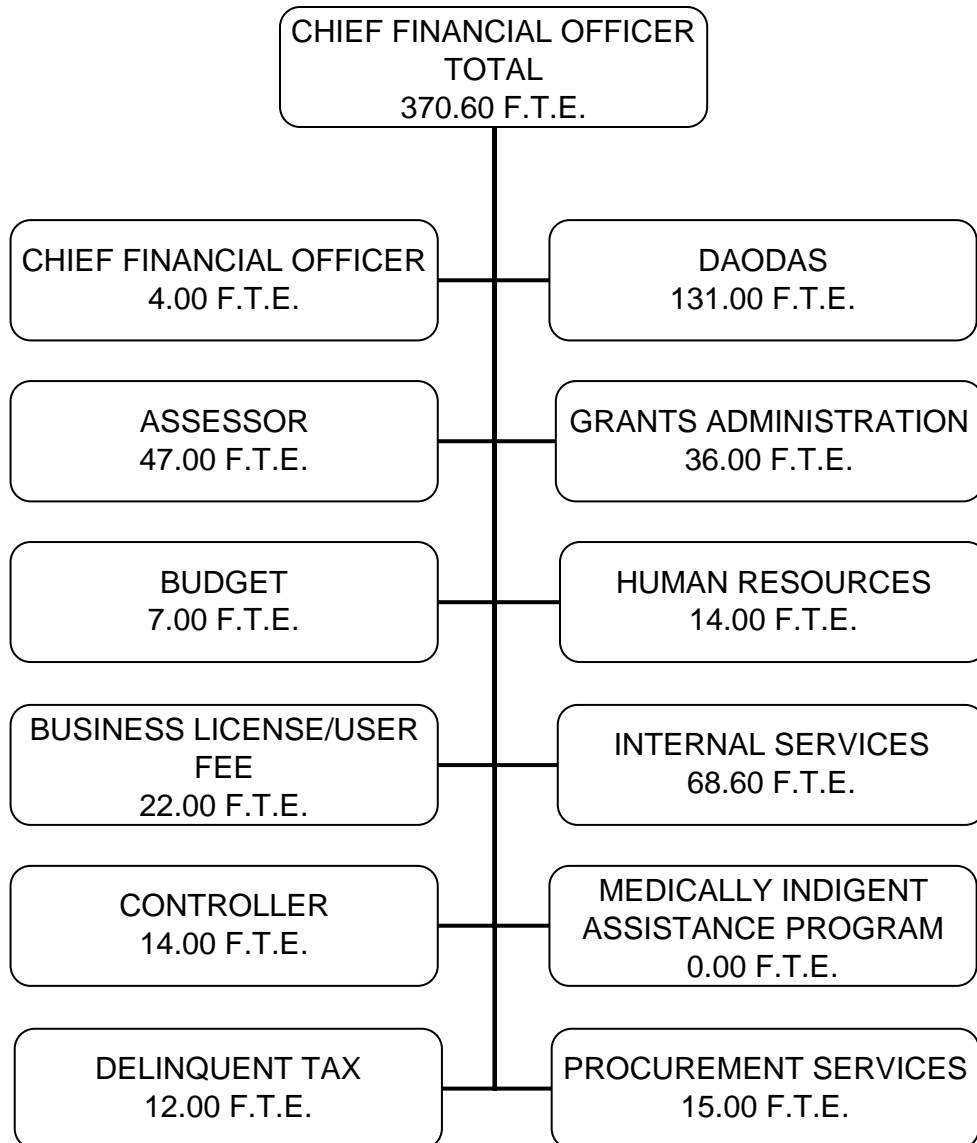 CHIEF FINANCIAL OFFICER
TOTAL
370.60 F.T.E.
CHIEF FINANCIAL OFFICER
4.00 F.T.E.
DAODAS
131.00 F.T.E.
ASSESSOR
47.00 F.T.E.
GRANTS ADMINISTRATION
36.00 F.T.E.
BUDGET
7.00 F.T.E.
HUMAN RESOURCES
14.00 F.T.E.
BUSINESS LICENSE/USER
FEE
22.00 F.T.E.
INTERNAL SERVICES
68.60 F.T.E.
CONTROLLER
14.00 F.T.E.
MEDICALLY INDIGENT
ASSISTANCE PROGRAM
0.00 F.T.E.
DELINQUENT TAX
12.00 F.T.E.
PROCUREMENT SERVICES
15.00 F.T.E.